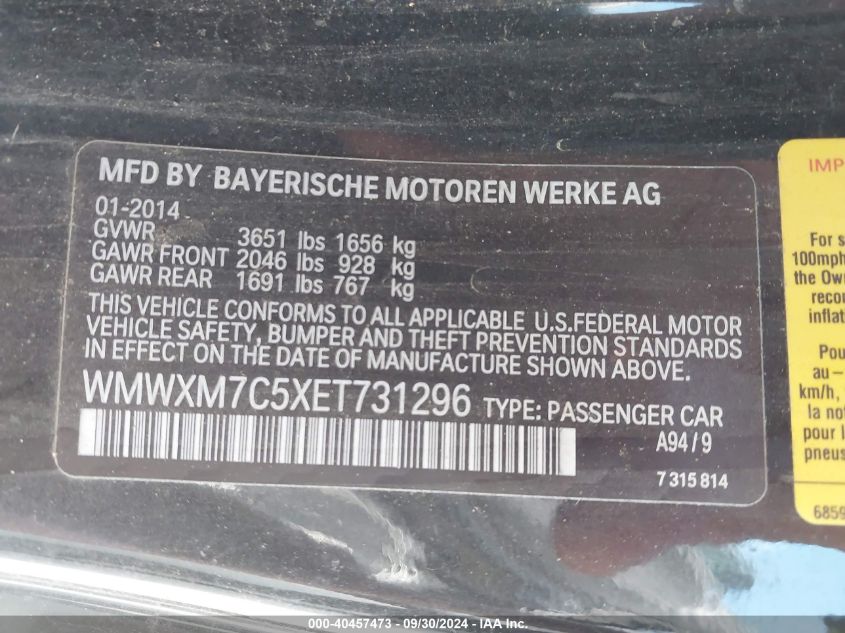 MFD BY BAYERISCHE MOTOREN WERKE AG
01-2014
GVWR 3651 lbs 1656 kg
GAWR FRONT 2046 lbs 928 kg
GAWR REAR 1691 lbs 767 kg
THIS VEHICLE CONFORMS TO ALL APPLICABLE U.S.FEDERAL MOTOR
VEHICLE SAFETY, BUMPER AND THEFT PREVENTION STANDARDS
IN EFFECT ON THE DATE OF MANUFACTURE SHOWN ABOVE.
WMWXM7C5XET731296 TYPE: PASSENGER CAR
A94/9
7 315 814
IMP
For s
100mph
the Own
reco
inflat
Pou
au —
km/h,
la not
pour l
pneus
6859
000-40457473 - 09/30/2024 - IAA Inc.